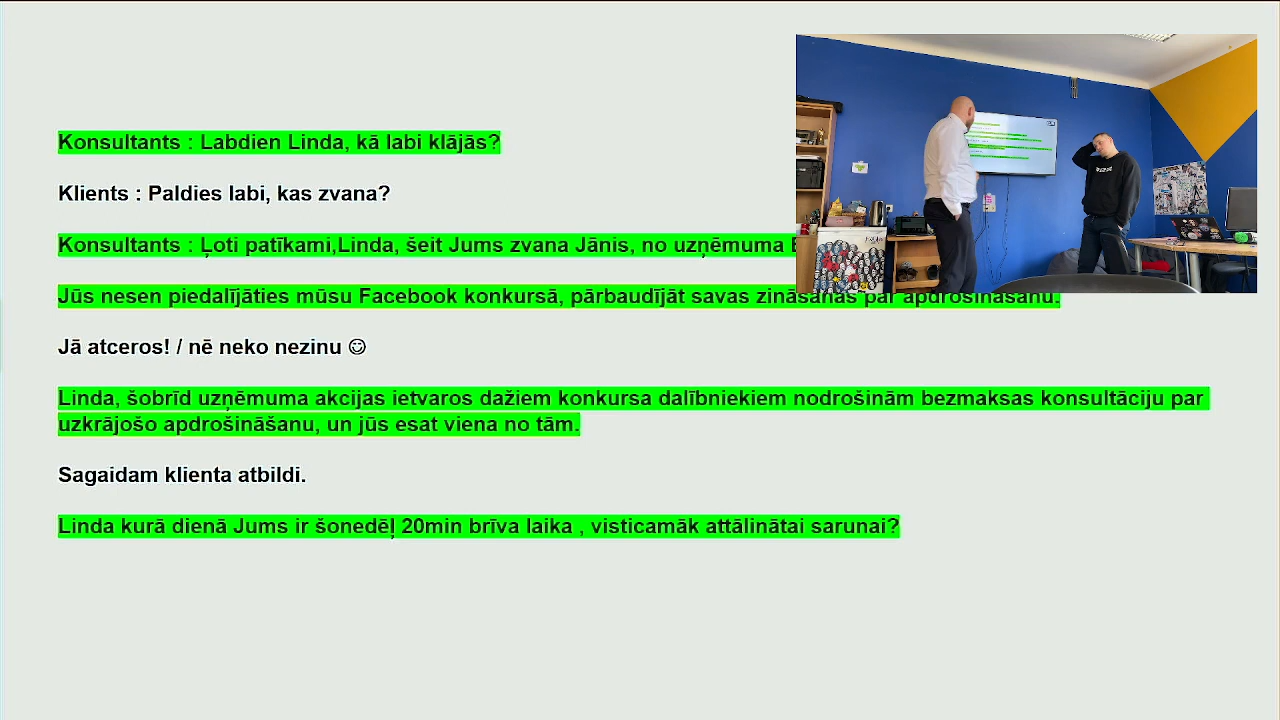 Konsultants : Labdien Linda, kā labi klājās?
Klients : Paldies labi, kas zvana?
Konsultants : Ļoti patīkami,Linda, šeit Jums zvana Jānis, no uzņēmuma
Jūs nesen piedalījāties mūsu Facebook konkursā, pārbaudījāt savas zināšanas par apdrošināšanu.
Jā atceros! / nē neko nezinu ☺
Linda, šobrīd uzņēmuma akcijas ietvaros dažiem konkursa dalībniekiem nodrošinām bezmaksas konsultāciju par
uzkrājošo apdrošināšanu, un jūs esat viena no tām.
Sagaidam klienta atbildi.
Linda kurā dienā Jums ir šonedēļ 20min brīva laika , visticamāk attālinātai sarunai?